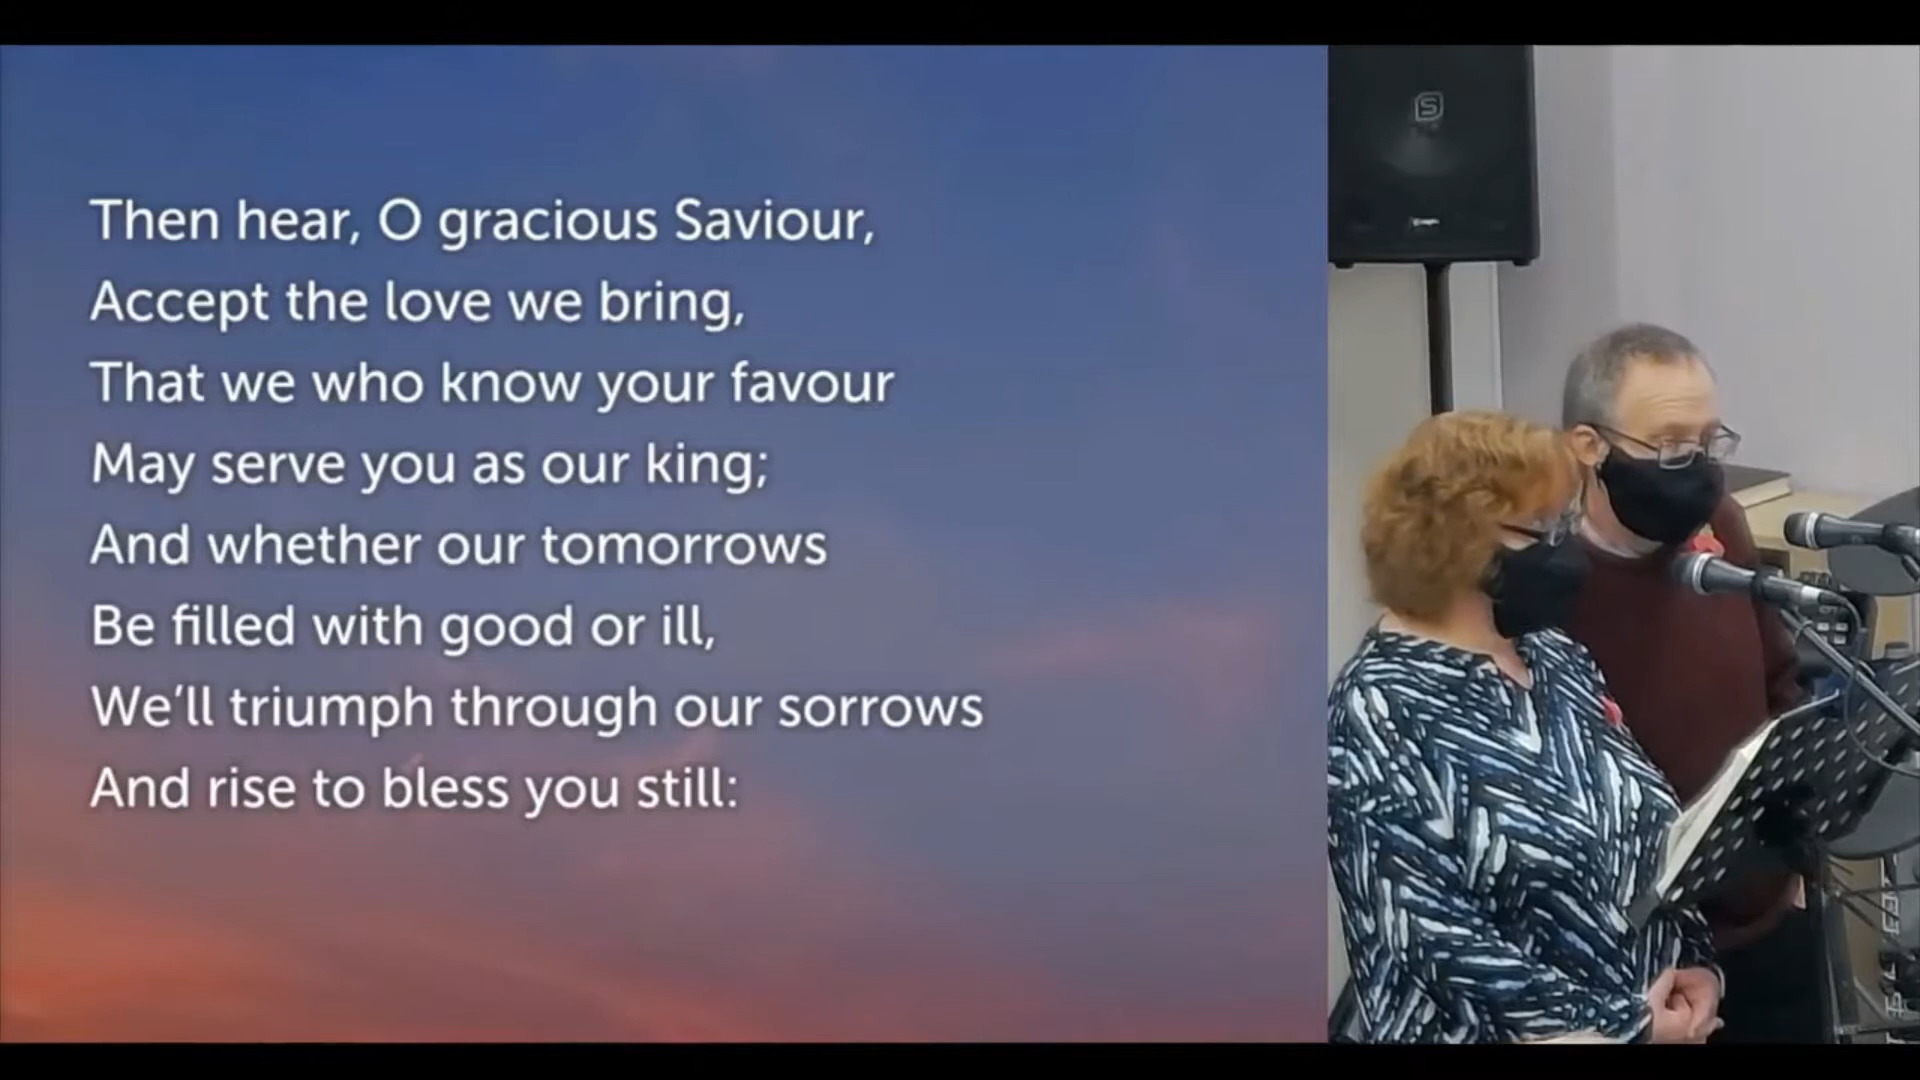 Then hear, O gracious Saviour,
Accept the love we bring,
That we who know your favour
May serve you as our king;
And whether our tomorrows
Be filled with good or ill,
We'll triumph through our sorrows
And rise to bless you still:
S